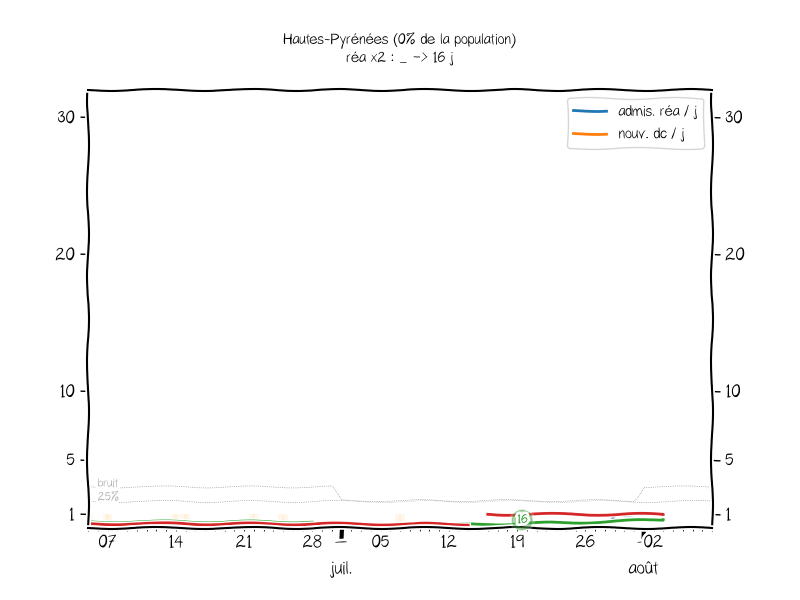 Hautes-Pyrénées (0% de la population)
réa x2 : _ -> 16 j
admis. réa / j
nouv. dc / j
30
30
20
20
10
10
5
5
bruit
25%
1
1
16
07 14 21 28 05 12 19 26 02
juil. août